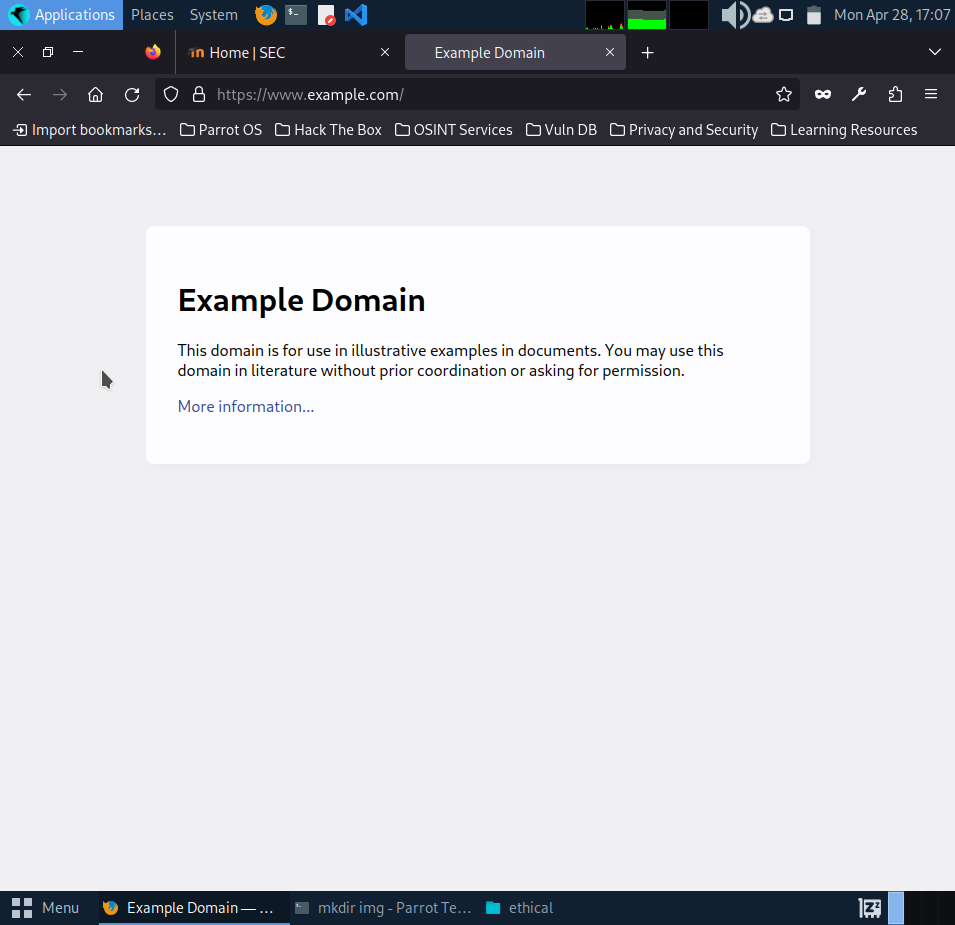 Applications Places System Mon Apr 28, 17:07
Home | SEC Example Domain
https://www.example.com/
Import bookmarks... Parrot OS Hack The Box OSINT Services Vuln DB Privacy and Security Learning Resources
Example Domain
This domain is for use in illustrative examples in documents. You may use this
domain in literature without prior coordination or asking for permission.
More information...
Menu Example Domain — ... mkdir img - Parrot Te... ethical